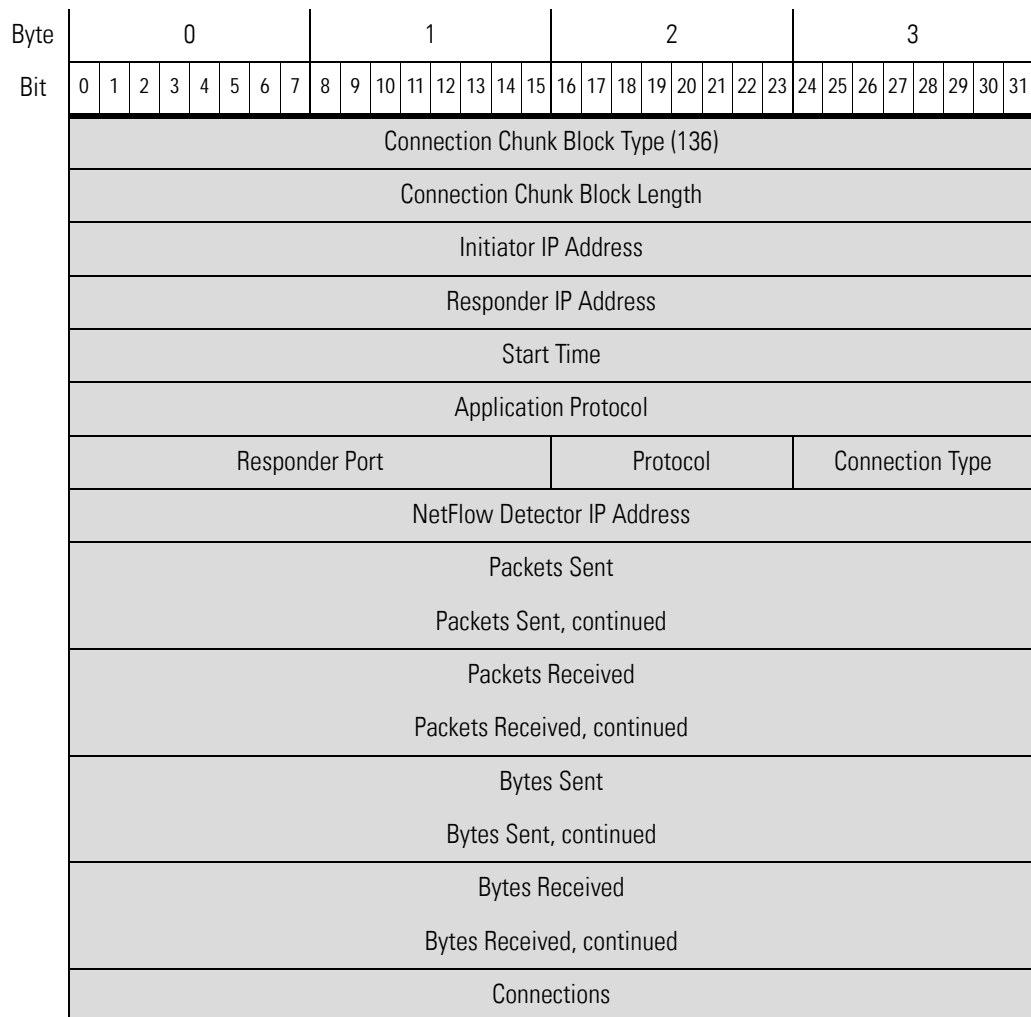 Byte 0 1 2 3
Bit 0 1 2 3 4 5 6 7 8 9 10 11 12 13 14 15 16 17 18 19 20 21 22 23 24 25 26 27 28 29 30 31
Connection Chunk Block Type (136)
Connection Chunk Block Length
Initiator IP Address
Responder IP Address
Start Time
Application Protocol
Responder Port Protocol Connection Type
NetFlow Detector IP Address
Packets Sent
Packets Sent, continued
Packets Received
Packets Received, continued
Bytes Sent
Bytes Sent, continued
Bytes Received
Bytes Received, continued
Connections